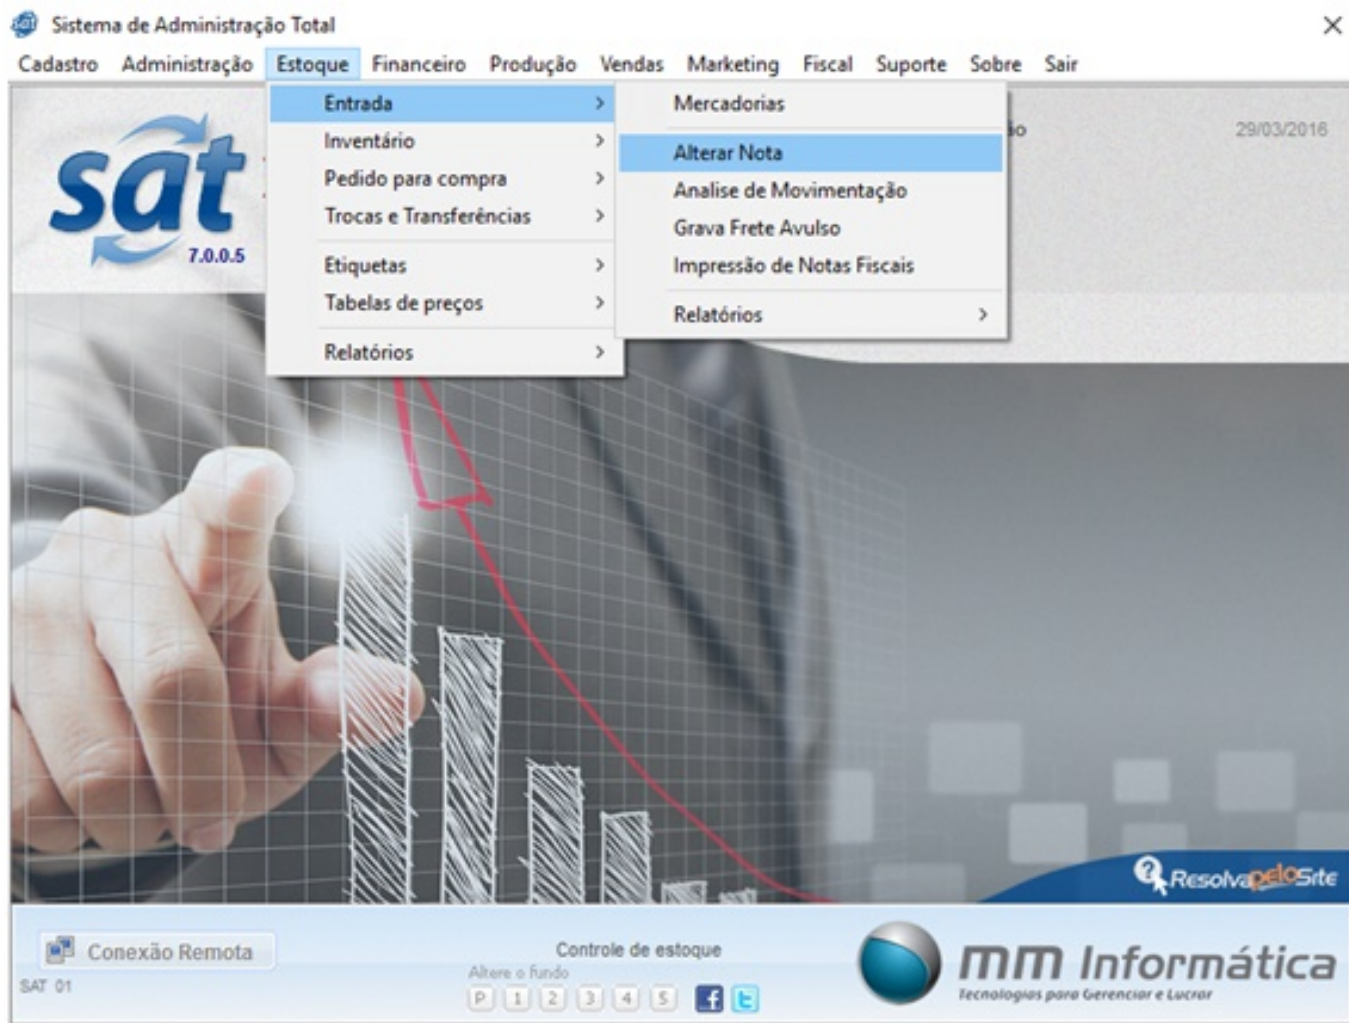 Sistema de Administração Total
Cadastro Administração Estoque Financeiro Produção Vendas Marketing Fiscal Suporte Sobre Sair
Entrada
Inventário
Pedido para compra
Trocas e Transferências
Etiquetas
Tabelas de preços
Relatórios
Mercadorias
Alterar Nota
Analise de Movimentação
Grava Frete Avulso
Impressão de Notas Fiscais
Relatórios
ão
29/03/2016
sat
7.0.0.5
ResolvapeloSite
Conexão Remota
SAT 01
Controle de estoque
Altere o fundo
P 1 2 3 4 5
mm Informática
Tecnologias para Gerenciar e Lucrar